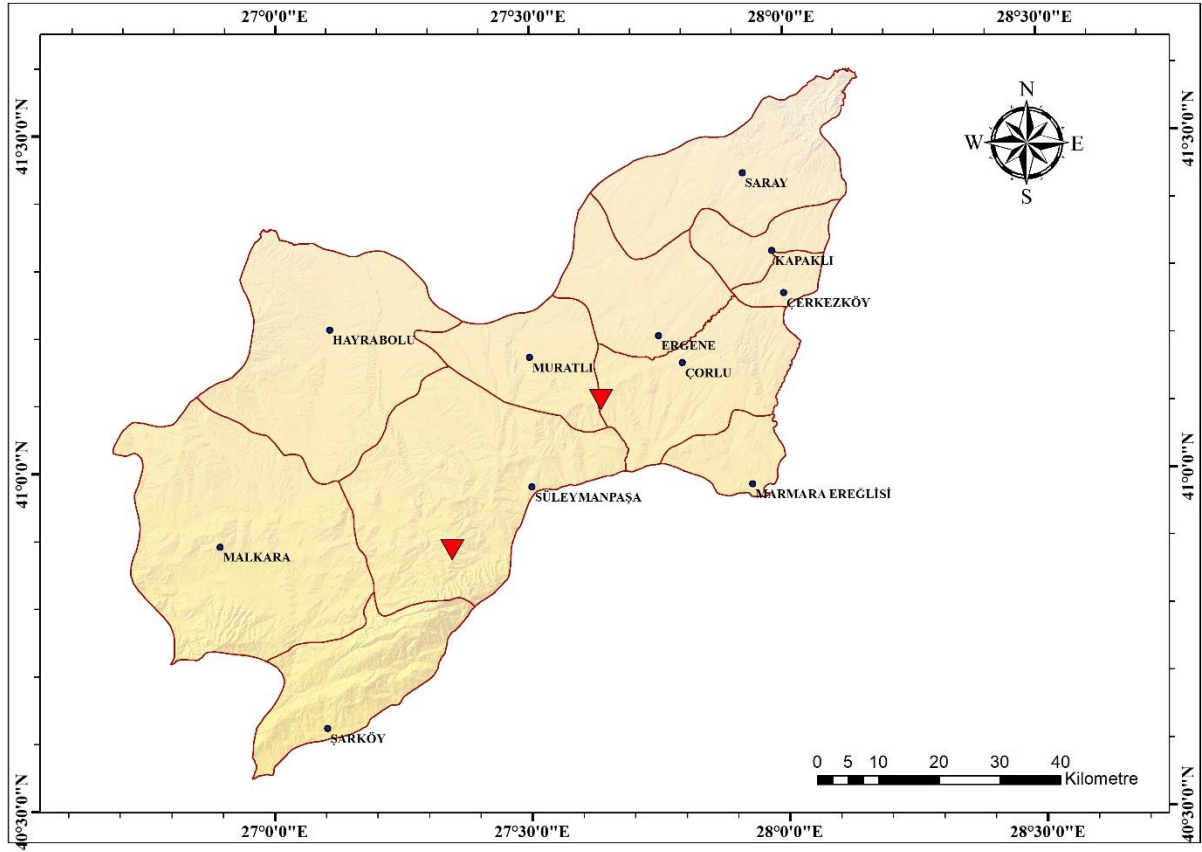 27°0'0"E 27°30'0"E 28°0'0"E 28°30'0"E
41°30'0"N 41°30'0"N
N
W E
S
SARAY
KAPAKLI
ÇERKEZKÖY
HAYRABOLU
ERGENE
MURATLI
ÇORLU
41°0'0"N 41°0'0"N
SÜLEYMANPAŞA
MARMARA EREĞLİSİ
MALKARA
ŞARKÖY
0 5 10 20 30 40
Kilometre
40°30'0"N 40°30'0"N
27°0'0"E 27°30'0"E 28°0'0"E 28°30'0"E